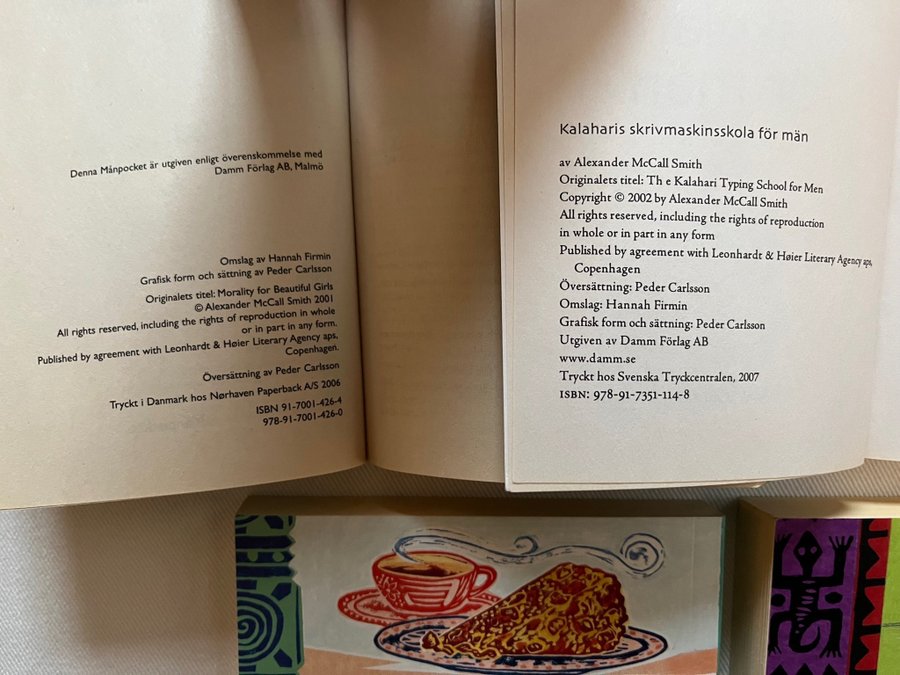 Denna Månpocket är utgiven enligt överenskommelse med
Damm Förlag AB, Malmö
Omslag av Hannah Firmin
Grafisk form och sättning av Peder Carlsson
Originalets titel: Morality for Beautiful Girls
© Alexander McCall Smith 2001
All rights reserved, including the rights of reproduction in whole
or in part in any form.
Published by agreement with Leonhardt & Høier Literary Agency aps,
Copenhagen.
Översättning av Peder Carlsson
Tryckt i Danmark hos Nørhaven Paperback A/S 2006
ISBN 91-7001-426-4
978-91-7001-426-0
Kalaharis skrivmaskinsskola för män
av Alexander McCall Smith
Originalets titel: Th e Kalahari Typing School for Men
Copyright © 2002 by Alexander McCall Smith
All rights reserved, including the rights of reproduction
in whole or in part in any form
Published by agreement with Leonhardt & Høier Literary Agency aps,
Copenhagen
Översättning: Peder Carlsson
Omslag: Hannah Firmin
Grafisk form och sättning: Peder Carlsson
Utgiven av Damm Förlag AB
www.damm.se
Tryckt hos Svenska Tryckcentralen, 2007
ISBN: 978-91-7351-114-8